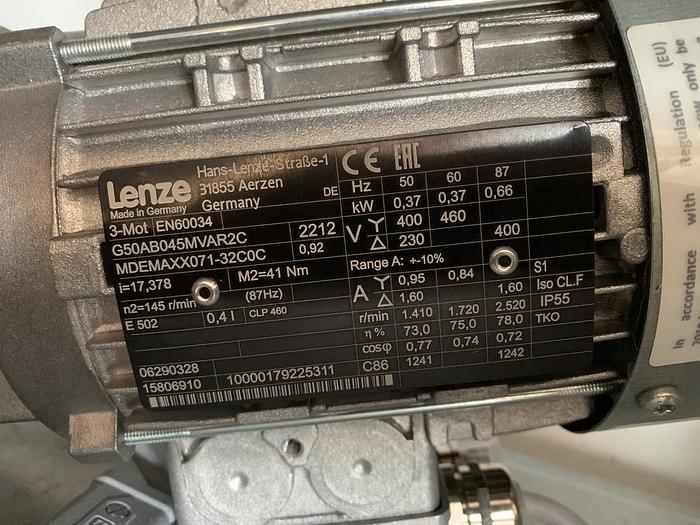 Lenze
Made in Germany
Hans-Lenze-Straße-1
31855 Aerzen
Germany
DE
CE EAC
3-Mot EN60034
G50AB045MVAR2C 2212
MDEMAXX071-32C0C 0,92
i=17,378 M2=41 Nm
n2=145 r/min (87Hz)
E 502 0,4 l CLP 460
06290328
15806910 10000179225311
Hz 50 60 87
kW 0,37 0,37 0,66
V Y 400 460
Δ 230 400
Range A: +-10%
A Y 0,95 0,84 S1
Δ 1,60 1,60 Iso CL.F
r/min 1.410 1.720 2.520 IP55
η % 73,0 75,0 78,0 TKO
cosφ 0,77 0,74 0,72
C86 1241 1242
In accordance with Regulation (EU)
only be